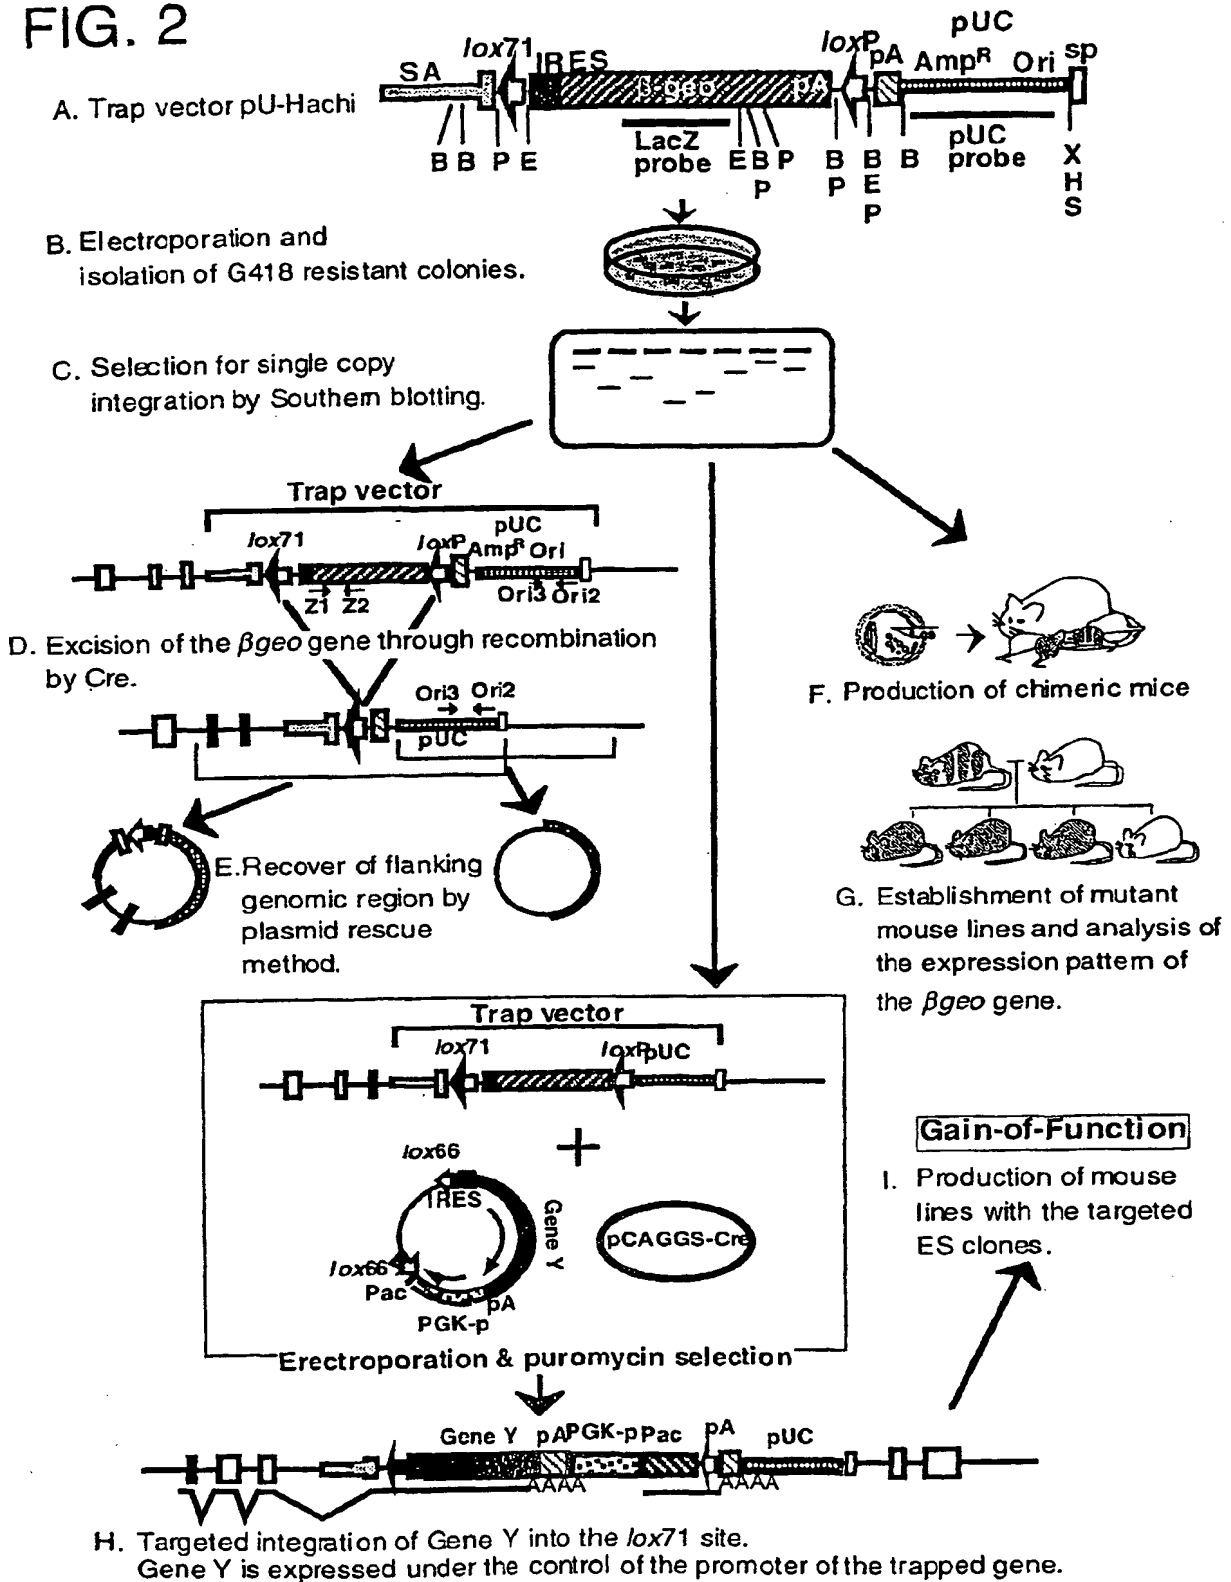 FIG. 2
pUC
lox71 IRES loxP pA AmpR Ori sp
SA β-geo pA
A. Trap vector pU-Hachi
LacZ probe
pUC probe
B B P E E B P B B B X
P P E H
P S
B. Electroporation and
isolation of G418 resistant colonies.
C. Selection for single copy
integration by Southern blotting.
Trap vector
pUC
lox71 loxP AmpR Ori
Z1 Z2 Ori3 Ori2
D. Excision of the βgeo gene through recombination
by Cre.
Ori3 Ori2
pUC
E. Recover of flanking
genomic region by
plasmid rescue
method.
F. Production of chimeric mice
G. Establishment of mutant
mouse lines and analysis of
the expression pattern of
the βgeo gene.
Trap vector
lox71 loxP pUC
lox66
IRES
Gene Y
pCAGGS-Cre
lox66
Pac
pA
PGK-p
Erectroporation & puromycin selection
Gain-of-Function
I. Production of mouse
lines with the targeted
ES clones.
Gene Y pA PGK-p Pac pA pUC
AAAA AAAA
H. Targeted integration of Gene Y into the lox71 site.
Gene Y is expressed under the control of the promoter of the trapped gene.